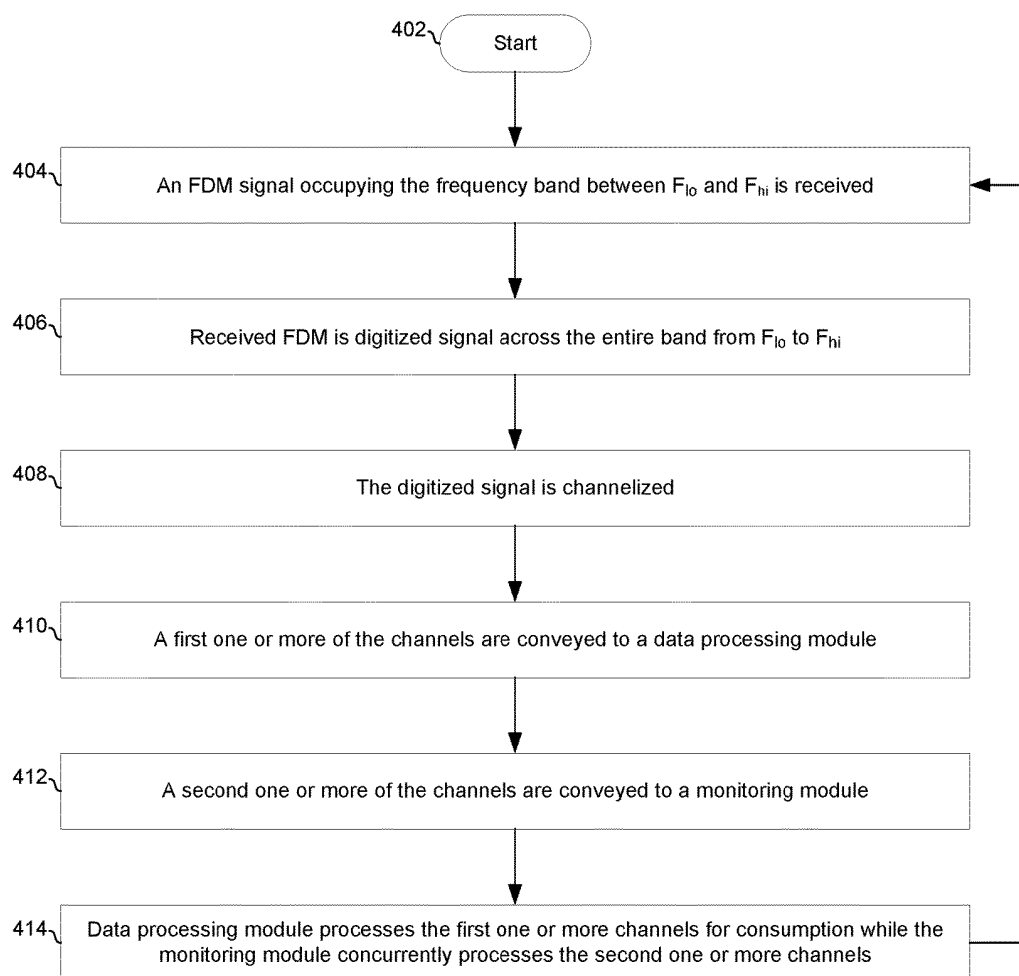 402
Start
404
An FDM signal occupying the frequency band between Flo and Fhi is received
406
Received FDM is digitized signal across the entire band from Flo to Fhi
408
The digitized signal is channelized
410
A first one or more of the channels are conveyed to a data processing module
412
A second one or more of the channels are conveyed to a monitoring module
414
Data processing module processes the first one or more channels for consumption while the
monitoring module concurrently processes the second one or more channels